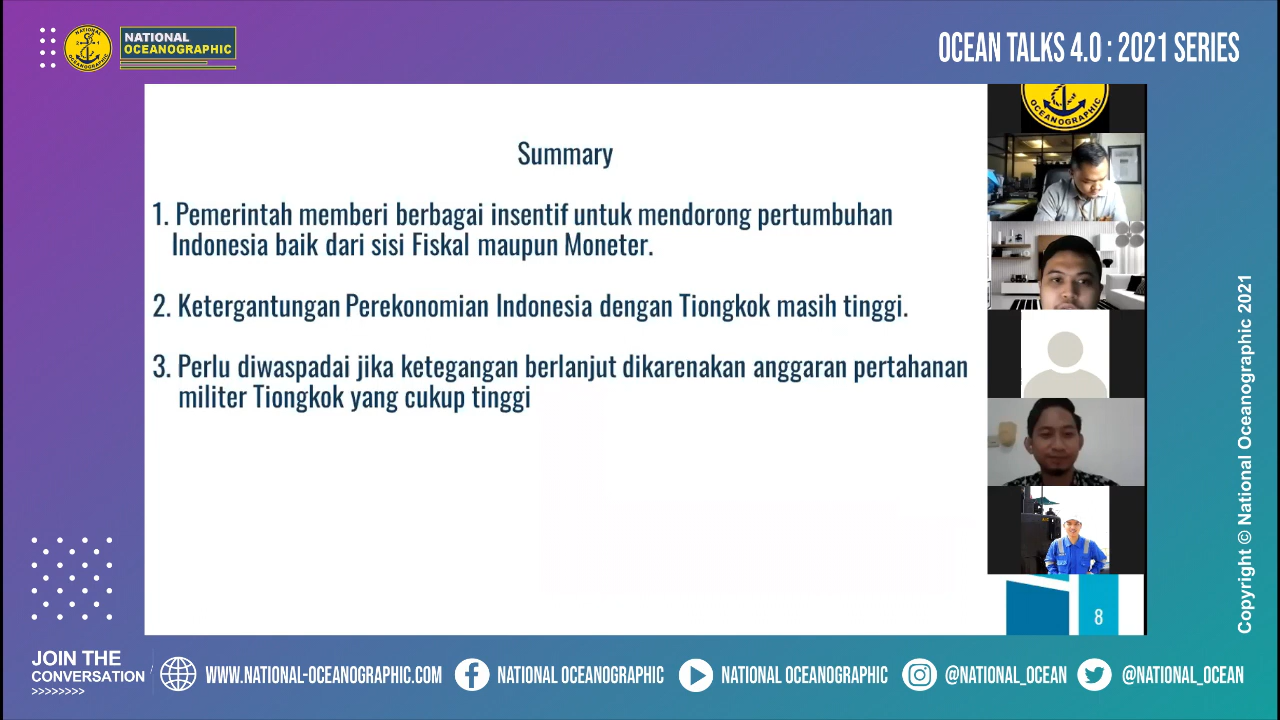 NATIONAL
OCEANOGRAPHIC
NATIONAL
OCEANOGRAPHIC
OCEAN TALKS 4.0 : 2021 SERIES
OCEANOGRAPHIC
Summary
1. Pemerintah memberi berbagai insentif untuk mendorong pertumbuhan
Indonesia baik dari sisi Fiskal maupun Moneter.
2. Ketergantungan Perekonomian Indonesia dengan Tiongkok masih tinggi.
3. Perlu diwaspadai jika ketegangan berlanjut dikarenakan anggaran pertahanan
militer Tiongkok yang cukup tinggi
8
Copyright © National Oceanographic 2021
JOIN THE
CONVERSATION
>>>>>>>>
WWW.NATIONAL-OCEANOGRAPHIC.COM
NATIONAL OCEANOGRAPHIC
NATIONAL OCEANOGRAPHIC
@NATIONAL_OCEAN
@NATIONAL_OCEAN